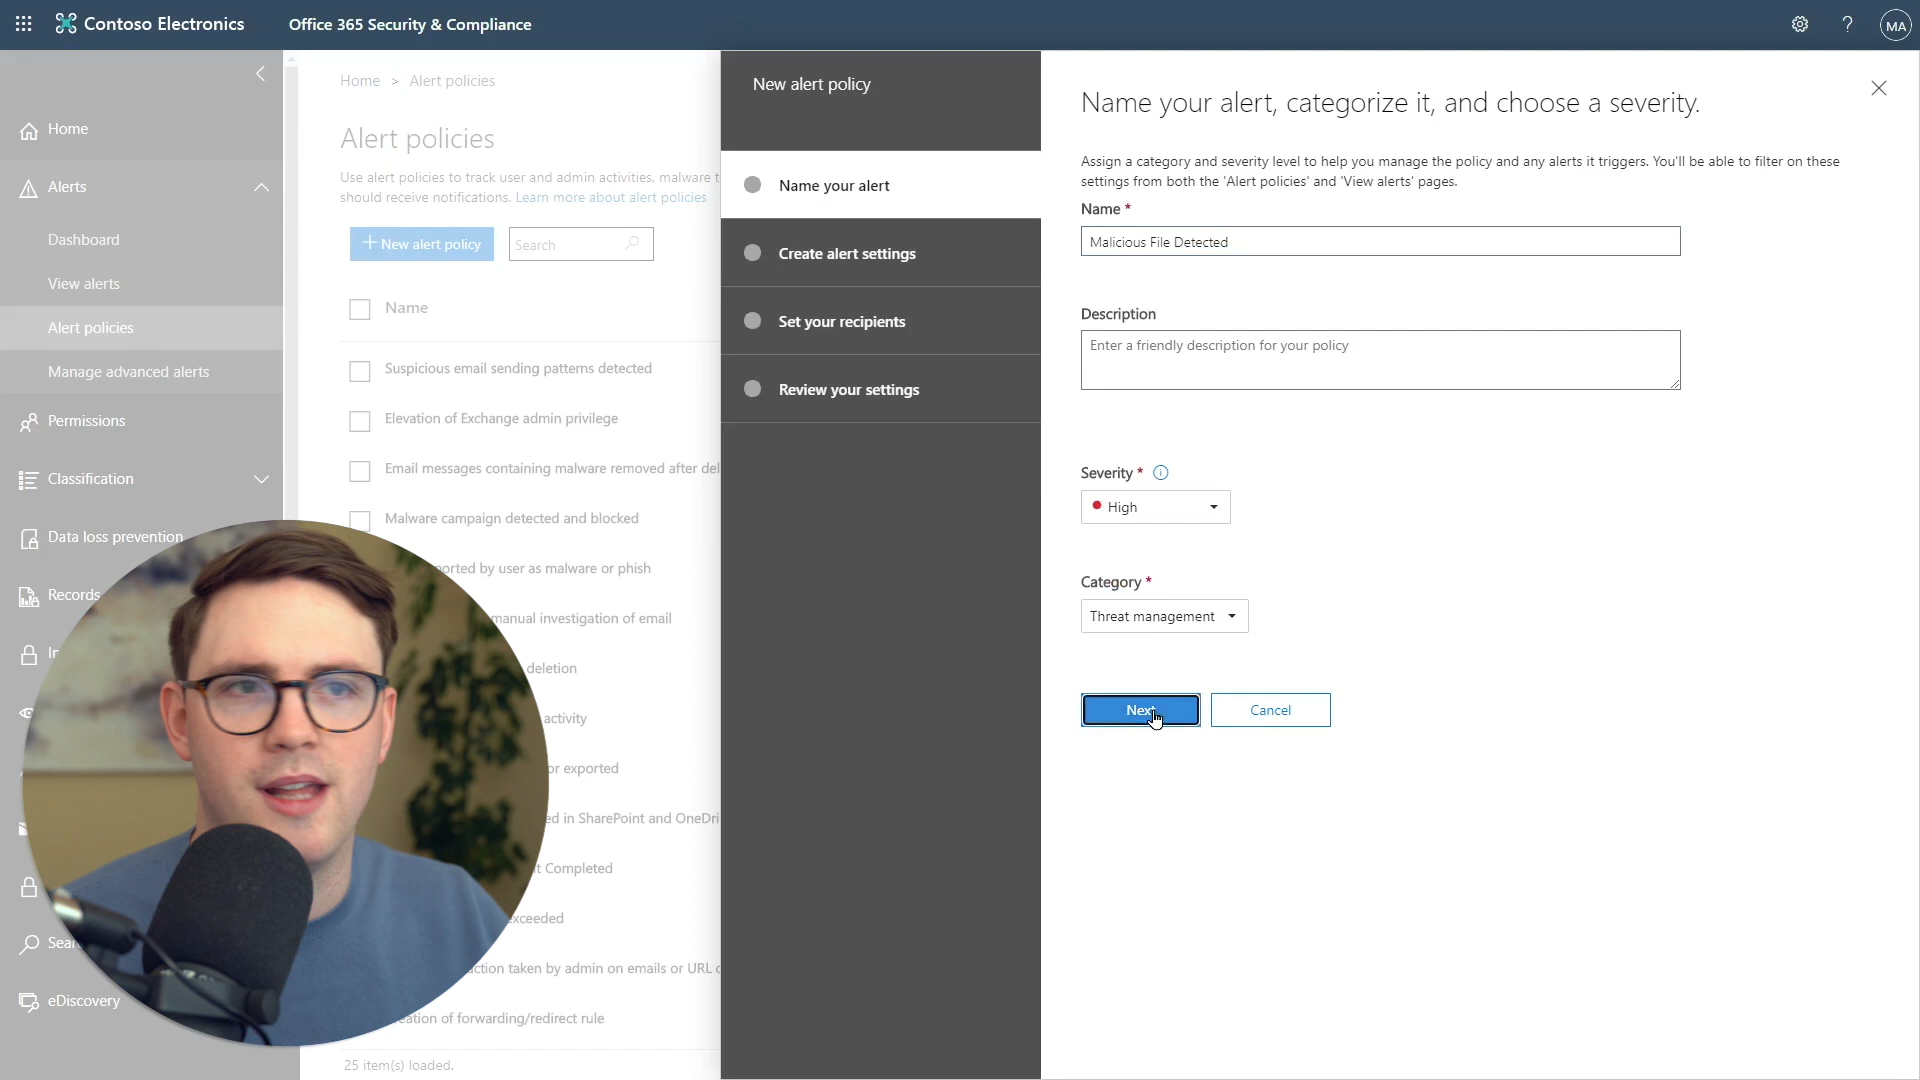 Contoso Electronics
Office 365 Security & Compliance
?
MA
Home
Alerts
Dashboard
View alerts
Alert policies
Manage advanced alerts
Permissions
Classification
Data loss prevention
Records
eDiscovery
Home > Alert policies
Alert policies
Use alert policies to track user and admin activities, malware t
should receive notifications. Learn more about alert policies
+ New alert policy
Search
Name
Suspicious email sending patterns detected
Elevation of Exchange admin privilege
Email messages containing malware removed after del
Malware campaign detected and blocked
orted by user as malware or phish
manual investigation of email
deletion
activity
or exported
ed in SharePoint and OneDri
t Completed
exceeded
ction taken by admin on emails or URL
ation of forwarding/redirect rule
25 item(s) loaded.
New alert policy
Name your alert
Create alert settings
Set your recipients
Review your settings
Name your alert, categorize it, and choose a severity.
Assign a category and severity level to help you manage the policy and any alerts it triggers. You'll be able to filter on these
settings from both the 'Alert policies' and 'View alerts' pages.
Name *
Malicious File Detected
Description
Enter a friendly description for your policy
Severity *
High
Category *
Threat management
Next
Cancel